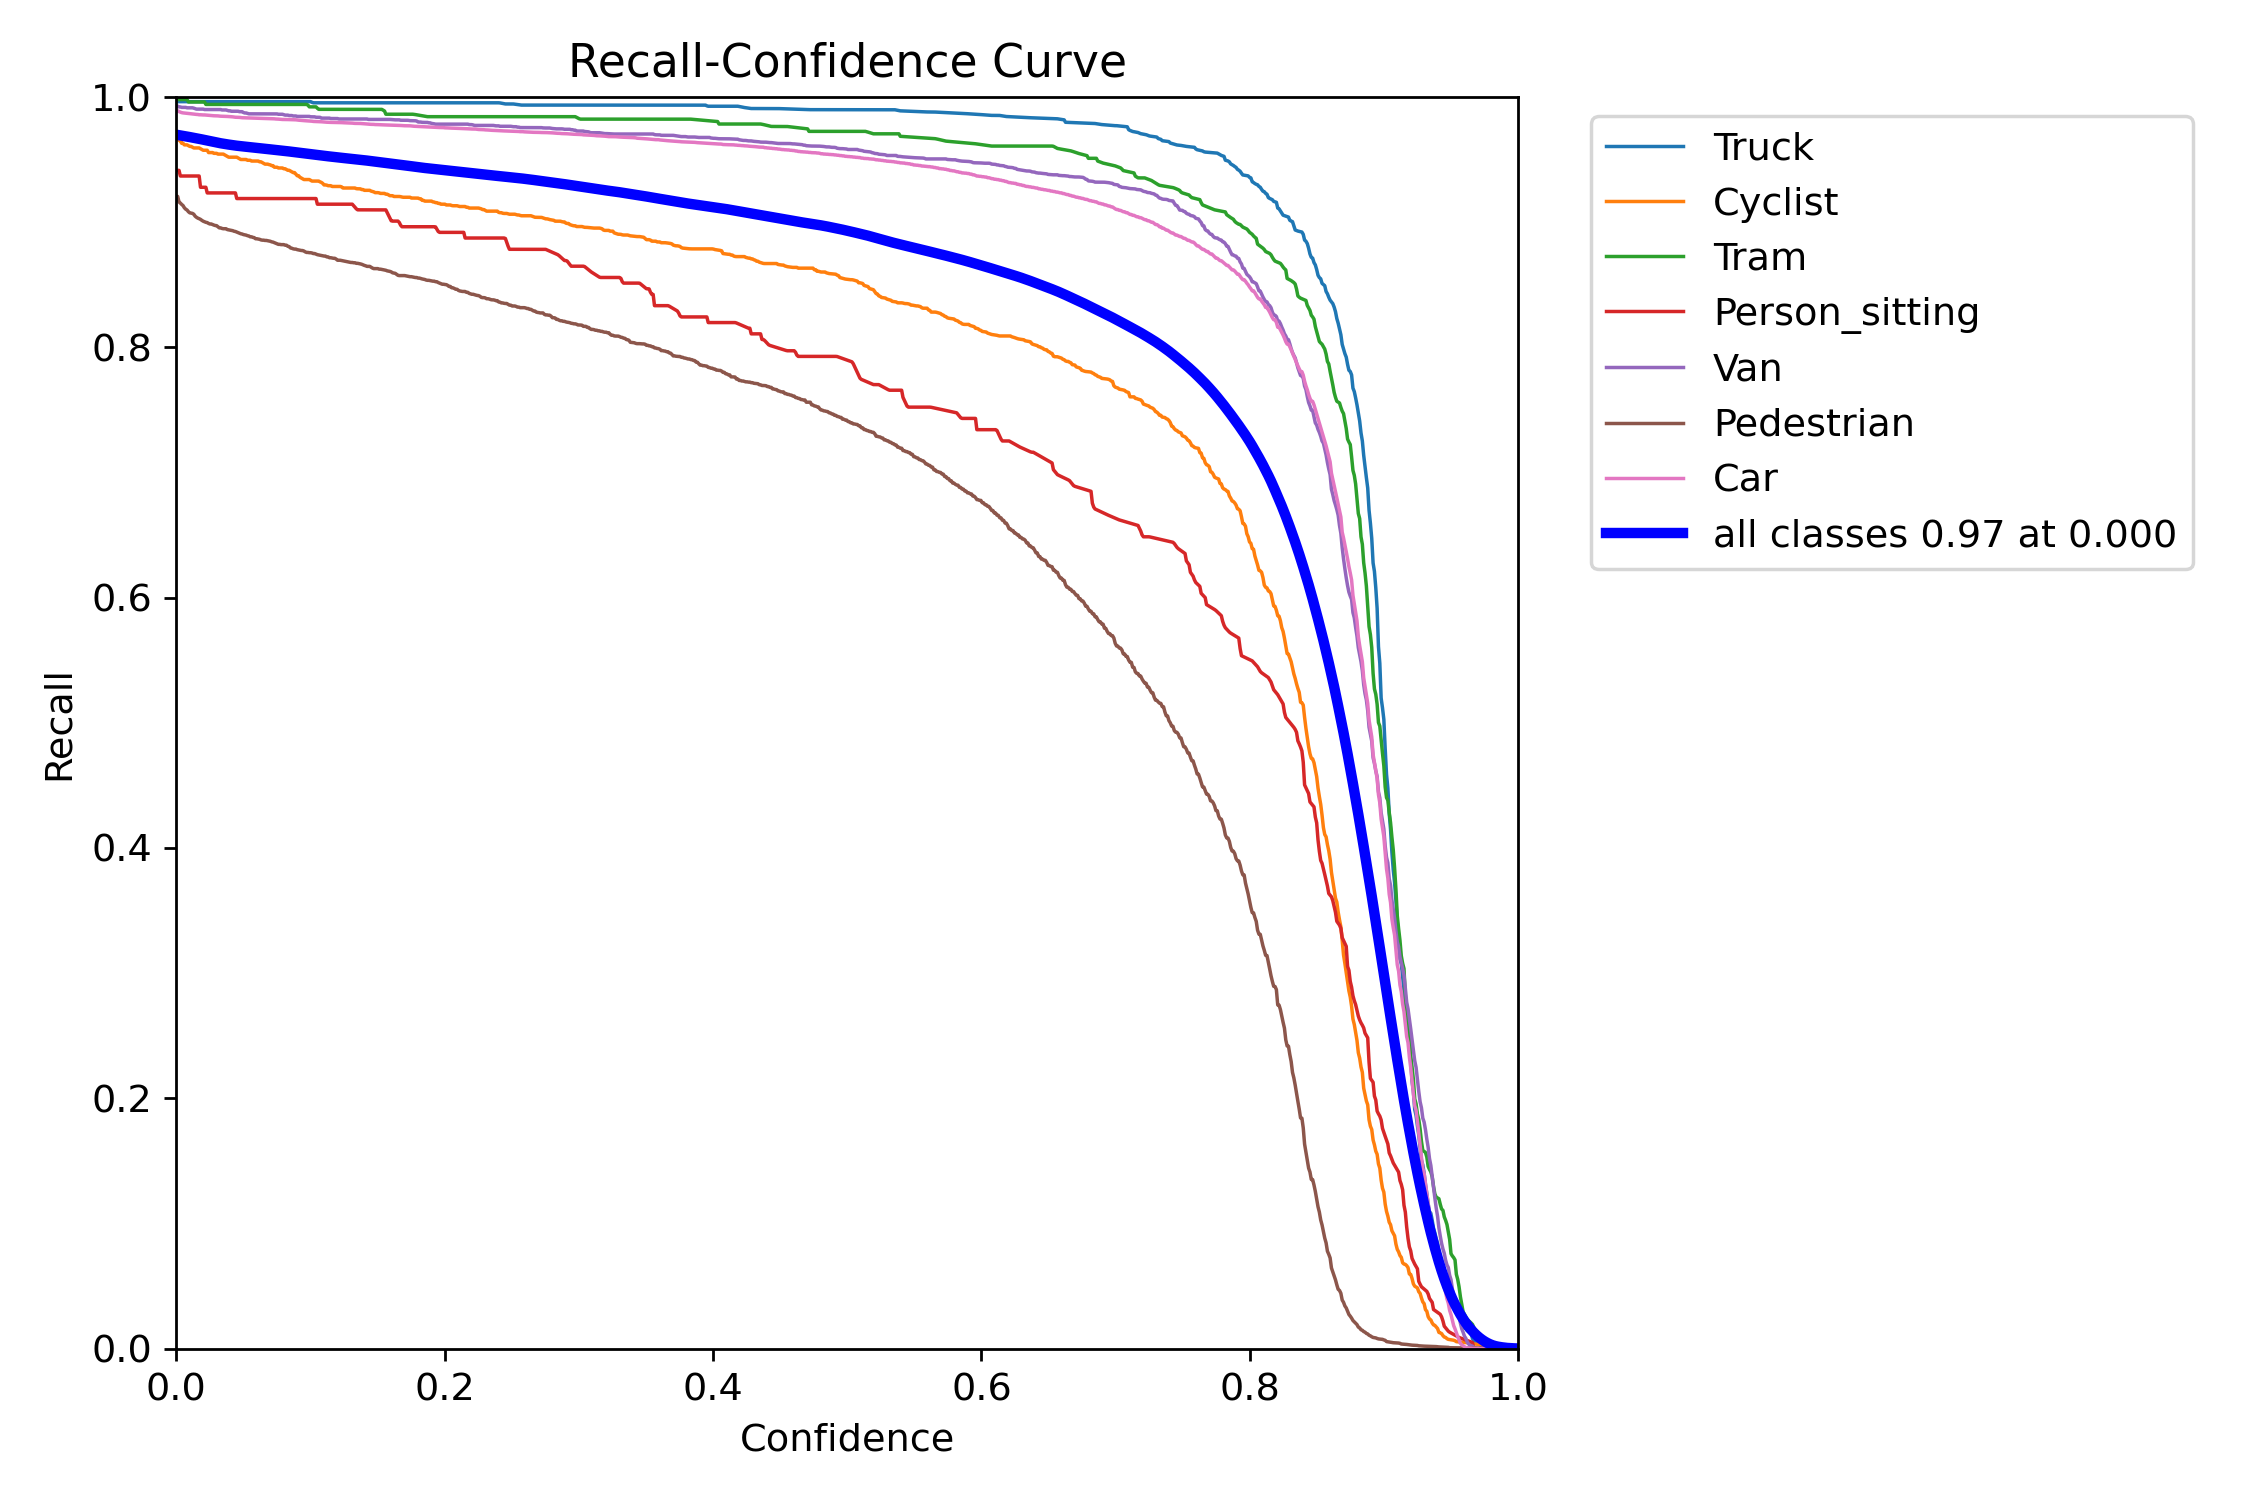 Recall-Confidence Curve
1.0
0.8
0.6
0.4
0.2
0.0
Recall
0.0 0.2 0.4 0.6 0.8 1.0
Confidence
Truck
Cyclist
Tram
Person_sitting
Van
Pedestrian
Car
all classes 0.97 at 0.000